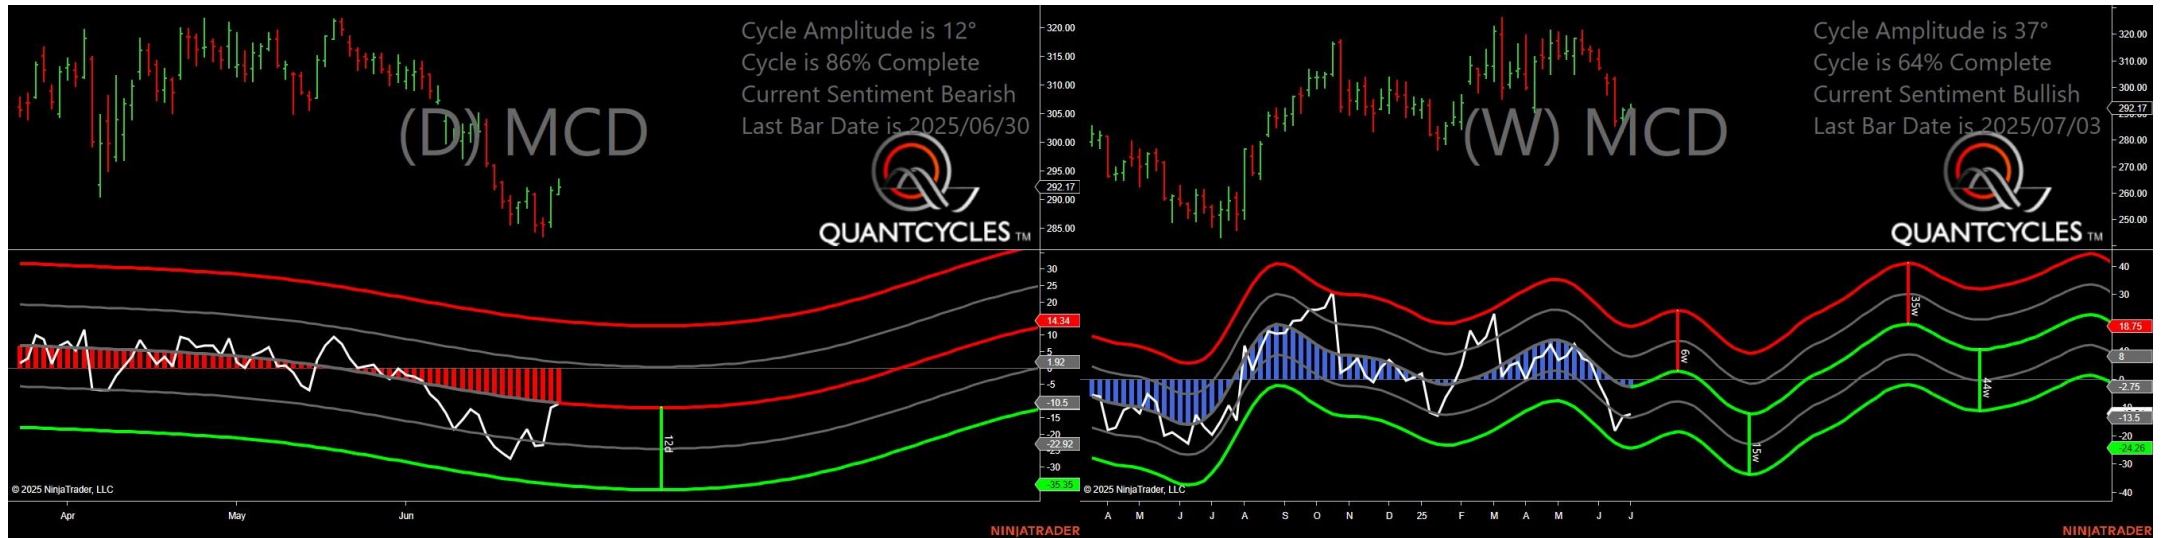 Cycle Amplitude is 12°
Cycle is 86% Complete
Current Sentiment Bearish
Last Bar Date is 2025/06/30
(D) MCD
QUANTCYCLES TM
320.00
315.00
310.00
305.00
300.00
295.00
292.17
290.00
285.00
30
25
20
14.34
10
5
1.92
-5
-10.5
-15
-20
-22.92
-30
-35.35
12d
© 2025 NinjaTrader, LLC
Apr May Jun
NINJATRADER
Cycle Amplitude is 37°
Cycle is 64% Complete
Current Sentiment Bullish
Last Bar Date is 2025/07/03
(W) MCD
QUANTCYCLES TM
320.00
310.00
300.00
292.17
280.00
270.00
260.00
250.00
40
30
18.75
8
-2.75
-13.5
-20
-24.26
-30
-40
6w
15w
35w
44w
© 2025 NinjaTrader, LLC
A M J J A S O N D 25 F M A M J J
NINJATRADER